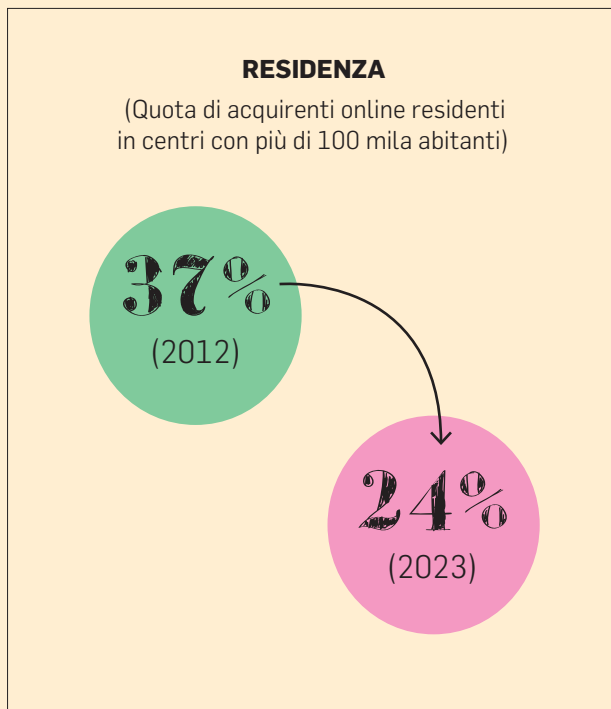 RESIDENZA
(Quota di acquirenti online residenti
in centri con più di 100 mila abitanti)
37%
(2012)
24%
(2023)